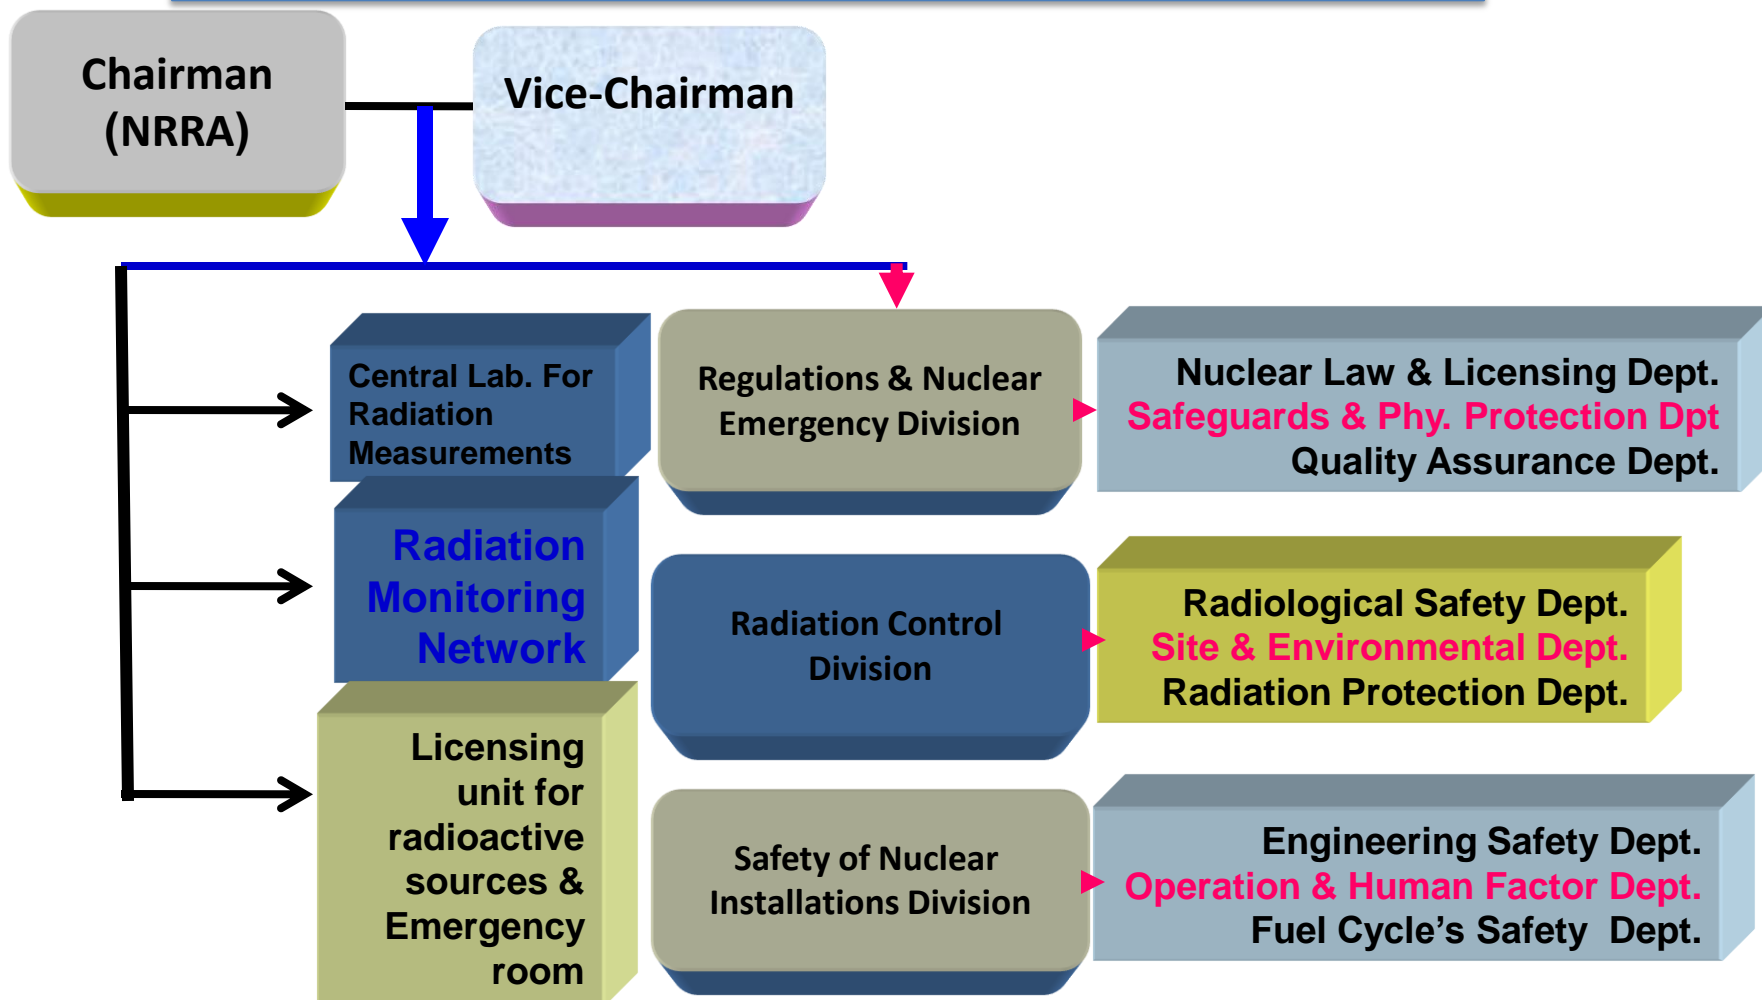 Chairman
(NRRA)
Vice-Chairman
Central Lab. For
Radiation
Measurements
Radiation
Monitoring
Network
Licensing
unit for
radioactive
sources &
Emergency
room
Regulations & Nuclear
Emergency Division
Radiation Control
Division
Safety of Nuclear
Installations Division
Nuclear Law & Licensing Dept.
Safeguards & Phy. Protection Dpt
Quality Assurance Dept.
Radiological Safety Dept.
Site & Environmental Dept.
Radiation Protection Dept.
Engineering Safety Dept.
Operation & Human Factor Dept.
Fuel Cycle’s Safety  Dept.